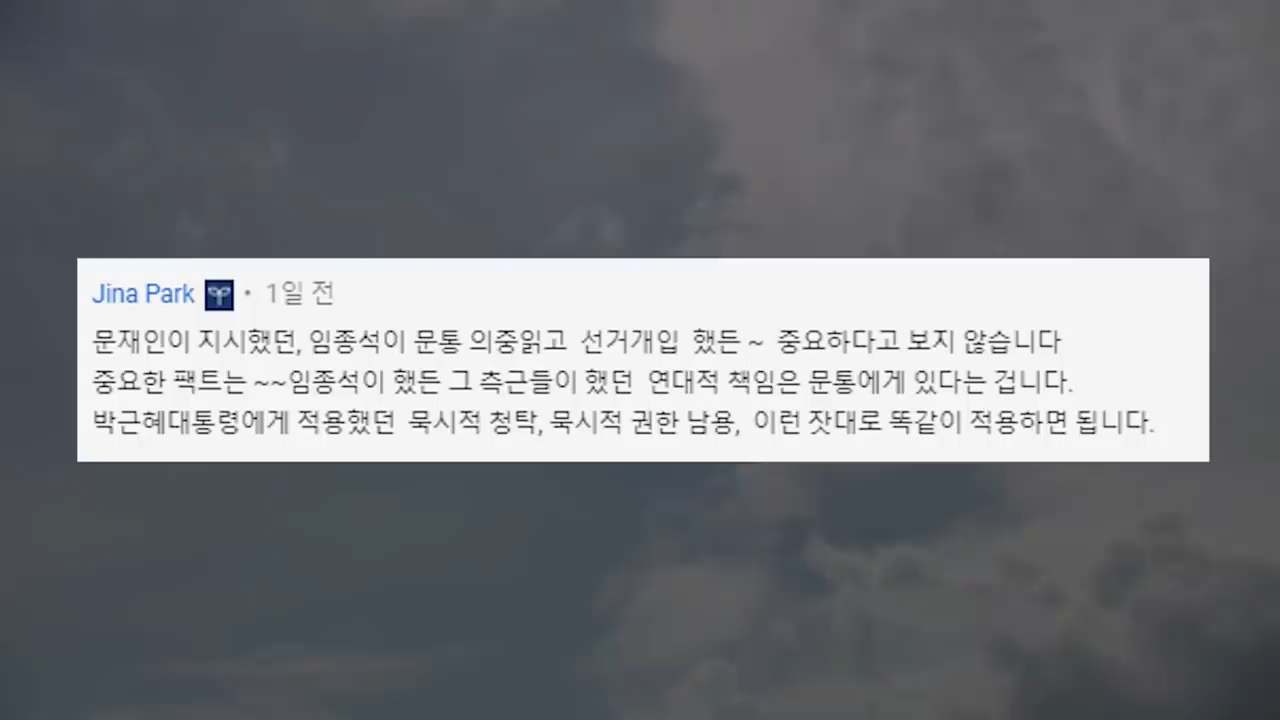 Jina Park · 1일 전
문재인이 지시했던, 임종석이 문통 의중읽고 선거개입 했든 ~ 중요하다고 보지 않습니다
중요한 팩트는 ~~임종석이 했든 그 측근들이 했던 연대적 책임은 문통에게 있다는 겁니다.
박근혜대통령에게 적용했던 묵시적 청탁, 묵시적 권한 남용, 이런 잣대로 똑같이 적용하면 됩니다.